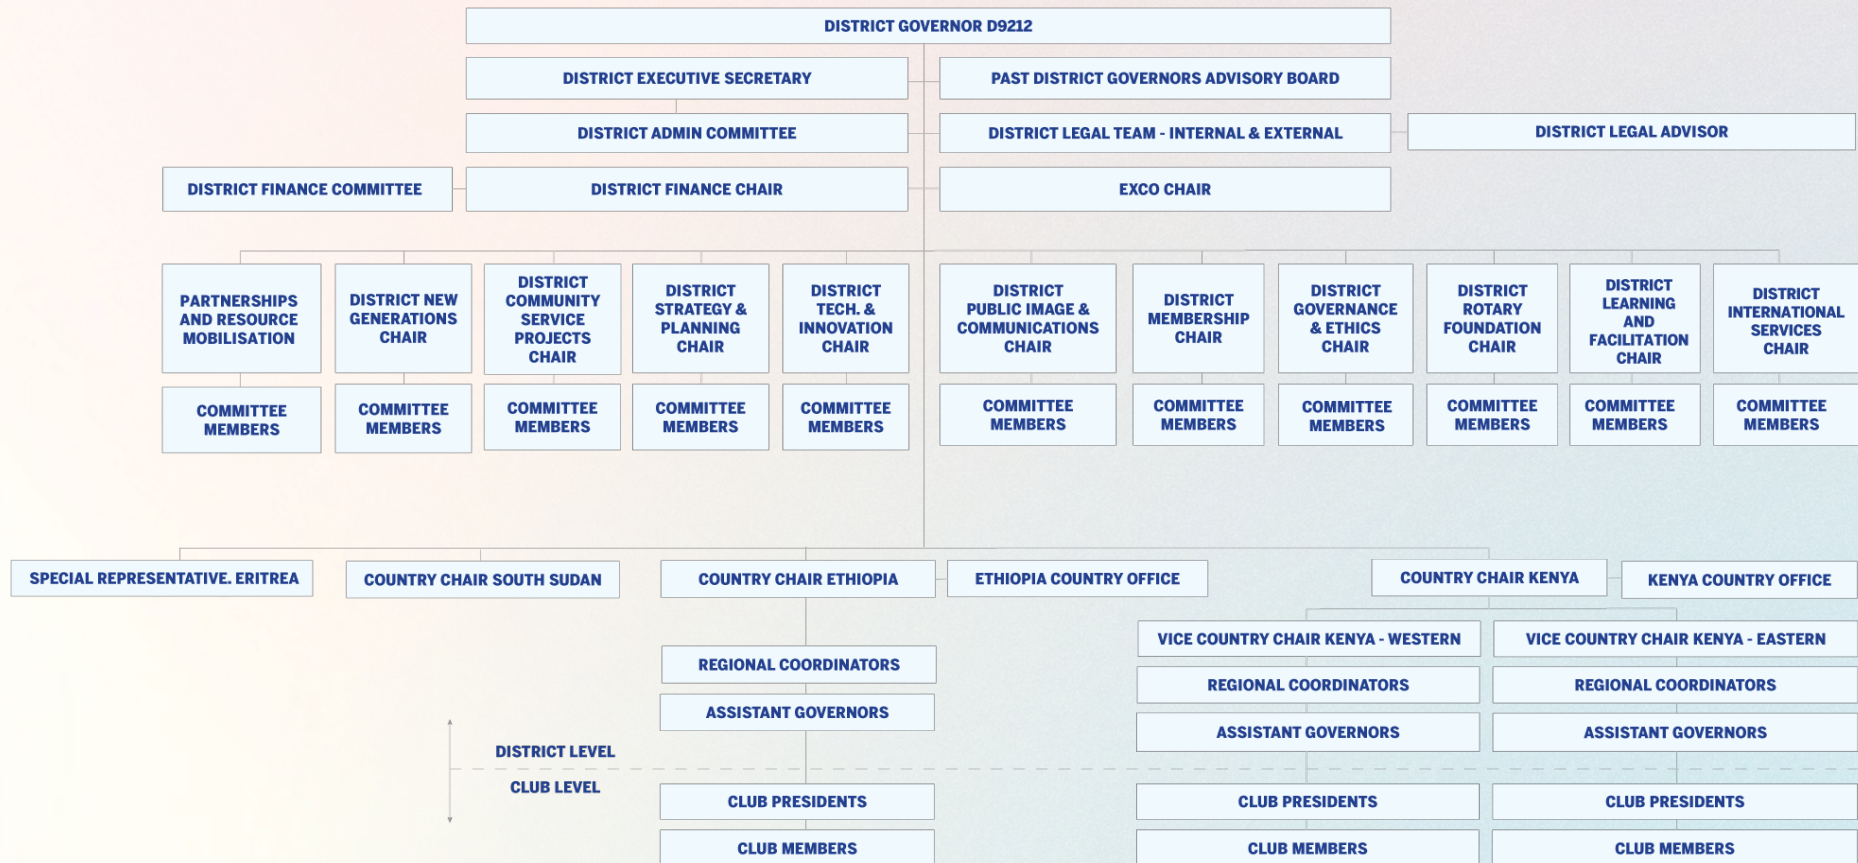 DISTRICT GOVERNOR D9212
DISTRICT EXECUTIVE SECRETARY
PAST DISTRICT GOVERNORS ADVISORY BOARD
DISTRICT ADMIN COMMITTEE
DISTRICT LEGAL TEAM - INTERNAL & EXTERNAL
DISTRICT LEGAL ADVISOR
DISTRICT FINANCE COMMITTEE
DISTRICT FINANCE CHAIR
EXCO CHAIR
PARTNERSHIPS
AND RESOURCE
MOBILISATION
DISTRICT NEW
GENERATIONS
CHAIR
DISTRICT
COMMUNITY
SERVICE
PROJECTS
CHAIR
DISTRICT
STRATEGY &
PLANNING
CHAIR
DISTRICT
TECH. &
INNOVATION
CHAIR
DISTRICT
PUBLIC IMAGE &
COMMUNICATIONS
CHAIR
DISTRICT
MEMBERSHIP
CHAIR
DISTRICT
GOVERNANCE
& ETHICS
CHAIR
DISTRICT
ROTARY
FOUNDATION
CHAIR
DISTRICT
LEARNING
AND
FACILITATION
CHAIR
DISTRICT
INTERNATIONAL
SERVICES
CHAIR
COMMITTEE
MEMBERS
COMMITTEE
MEMBERS
COMMITTEE
MEMBERS
COMMITTEE
MEMBERS
COMMITTEE
MEMBERS
COMMITTEE
MEMBERS
COMMITTEE
MEMBERS
COMMITTEE
MEMBERS
COMMITTEE
MEMBERS
COMMITTEE
MEMBERS
COMMITTEE
MEMBERS
SPECIAL REPRESENTATIVE. ERITREA
COUNTRY CHAIR SOUTH SUDAN
COUNTRY CHAIR ETHIOPIA
ETHIOPIA COUNTRY OFFICE
COUNTRY CHAIR KENYA
KENYA COUNTRY OFFICE
VICE COUNTRY CHAIR KENYA - WESTERN
VICE COUNTRY CHAIR KENYA - EASTERN
REGIONAL COORDINATORS
REGIONAL COORDINATORS
REGIONAL COORDINATORS
ASSISTANT GOVERNORS
ASSISTANT GOVERNORS
ASSISTANT GOVERNORS
DISTRICT LEVEL
CLUB LEVEL
CLUB PRESIDENTS
CLUB PRESIDENTS
CLUB PRESIDENTS
CLUB MEMBERS
CLUB MEMBERS
CLUB MEMBERS